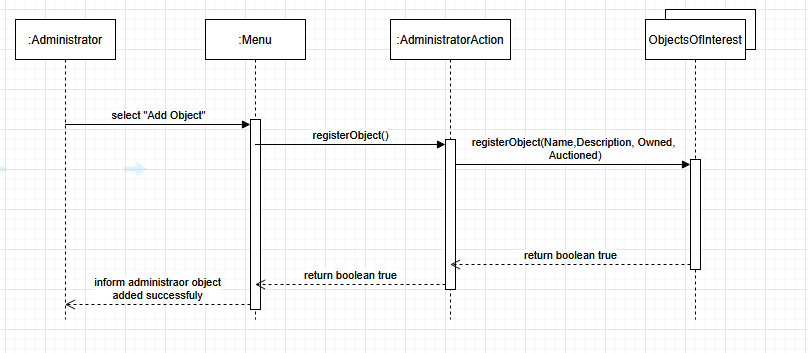 :Administrator
:Menu
:AdministratorAction
ObjectsOfInterest
select "Add Object"
registerObject()
registerObject(Name,Description, Owned,
Auctioned)
return boolean true
return boolean true
inform administraor object
added successfuly